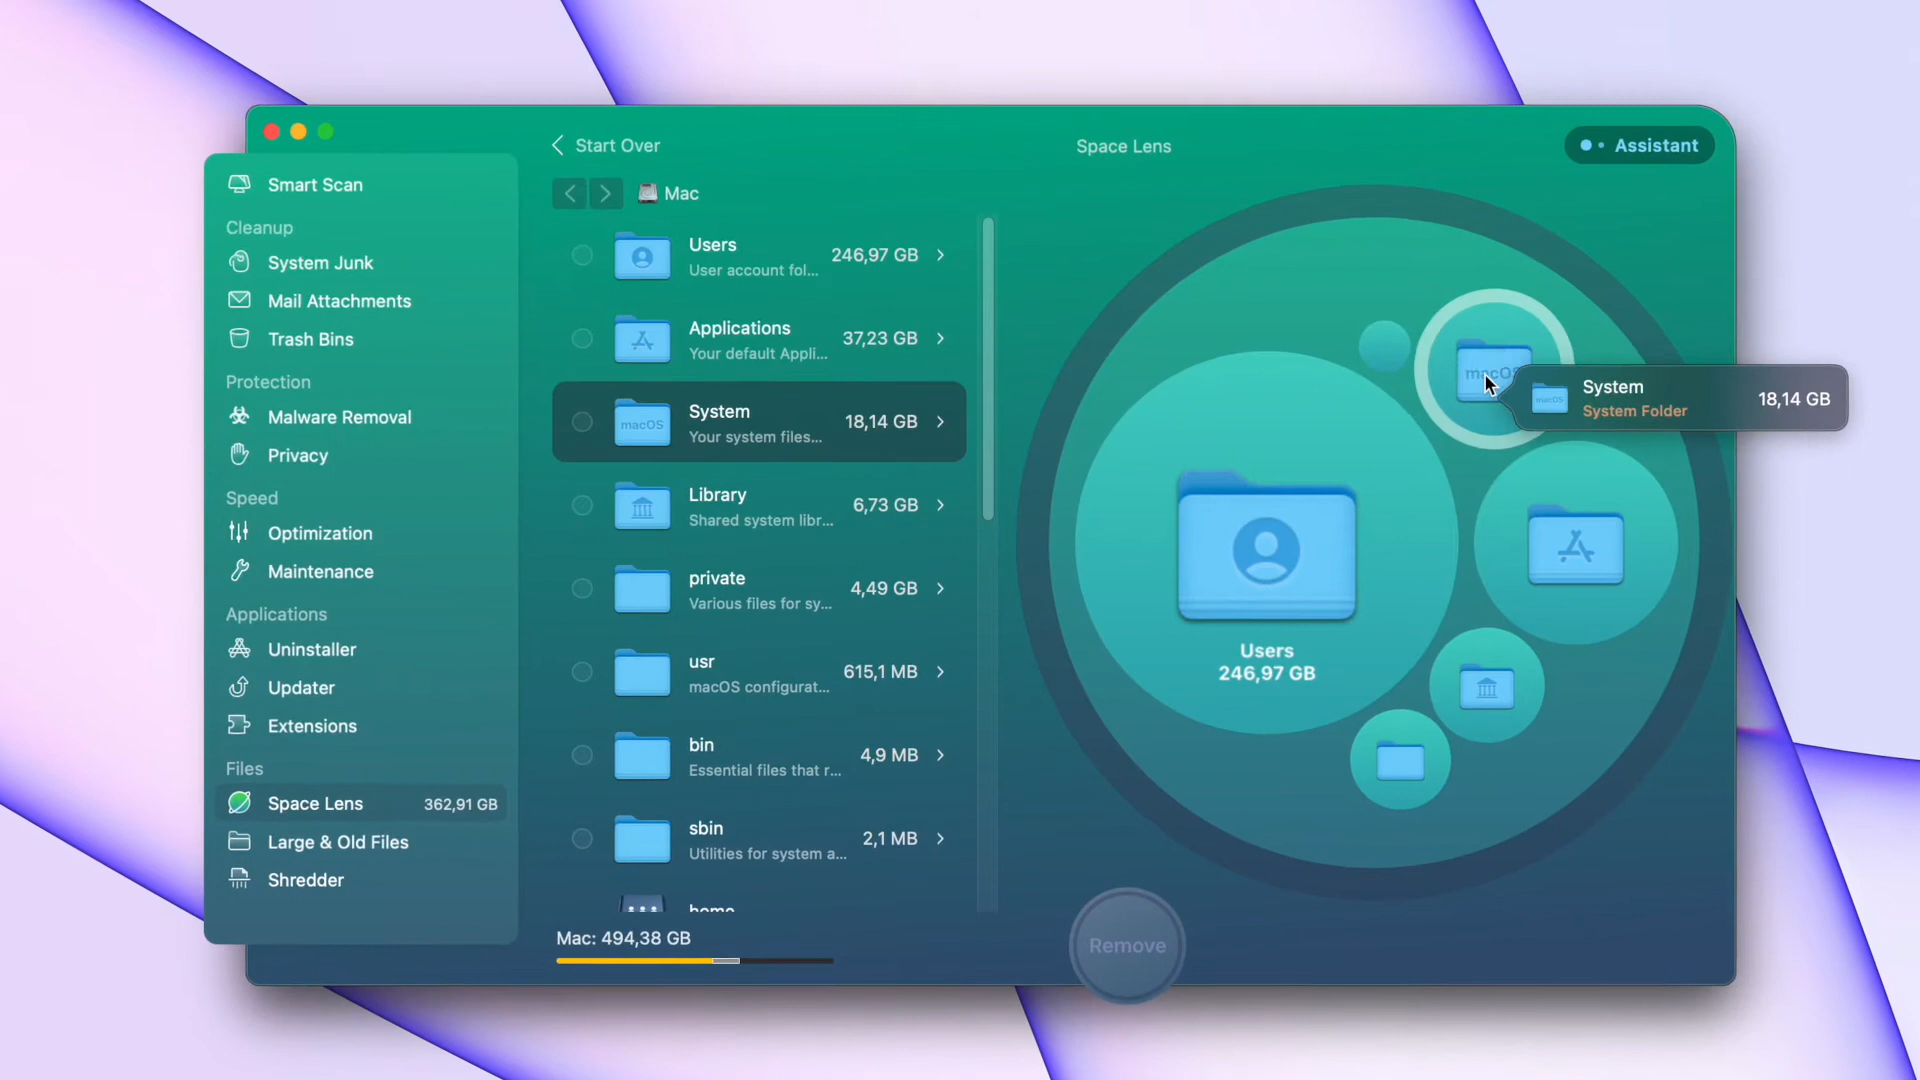 Smart Scan
Cleanup
System Junk
Mail Attachments
Trash Bins
Protection
Malware Removal
Privacy
Speed
Optimization
Maintenance
Applications
Uninstaller
Updater
Extensions
Files
Space Lens 362,91 GB
Large & Old Files
Shredder
Start Over
Space Lens
Assistant
Mac
Users
User account fol...
246,97 GB
Applications
Your default Appli...
37,23 GB
System
Your system files...
18,14 GB
macOS
Library
Shared system libr...
6,73 GB
private
Various files for sy...
4,49 GB
usr
macOS configurat...
615,1 MB
bin
Essential files that r...
4,9 MB
sbin
Utilities for system a...
2,1 MB
home
Mac: 494,38 GB
Users
246,97 GB
macOS
System
System Folder
18,14 GB
macOS
Remove